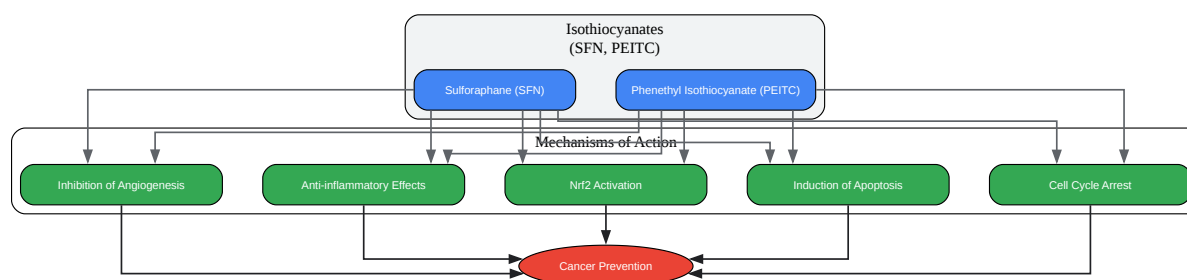 Isothiocyanates
(SFN, PEITC)
Sulforaphane (SFN)
Phenethyl Isothiocyanate (PEITC)
Mechanisms of Action
Inhibition of Angiogenesis
Anti-inflammatory Effects
Nrf2 Activation
Induction of Apoptosis
Cell Cycle Arrest
Cancer Prevention